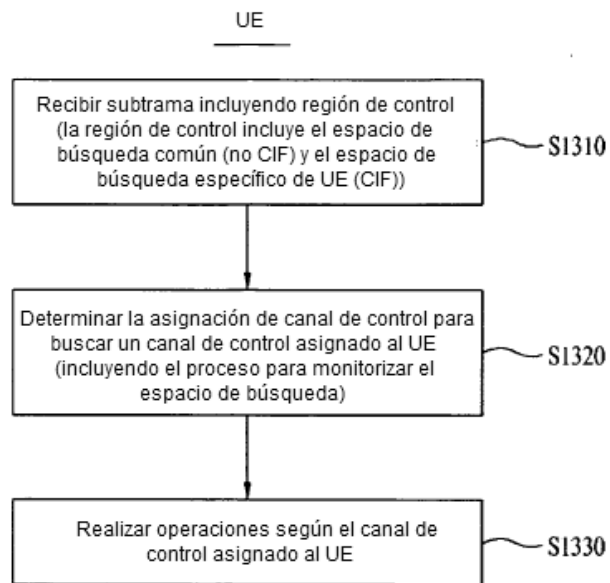 UE
Recibir subtrama incluyendo región de control
(la región de control incluye el espacio de
búsqueda común (no CIF) y el espacio de
búsqueda específico de UE (CIF))
S1310
Determinar la asignación de canal de control para
buscar un canal de control asignado al UE
(incluyendo el proceso para monitorizar el
espacio de búsqueda)
S1320
Realizar operaciones según el canal de
control asignado al UE
S1330